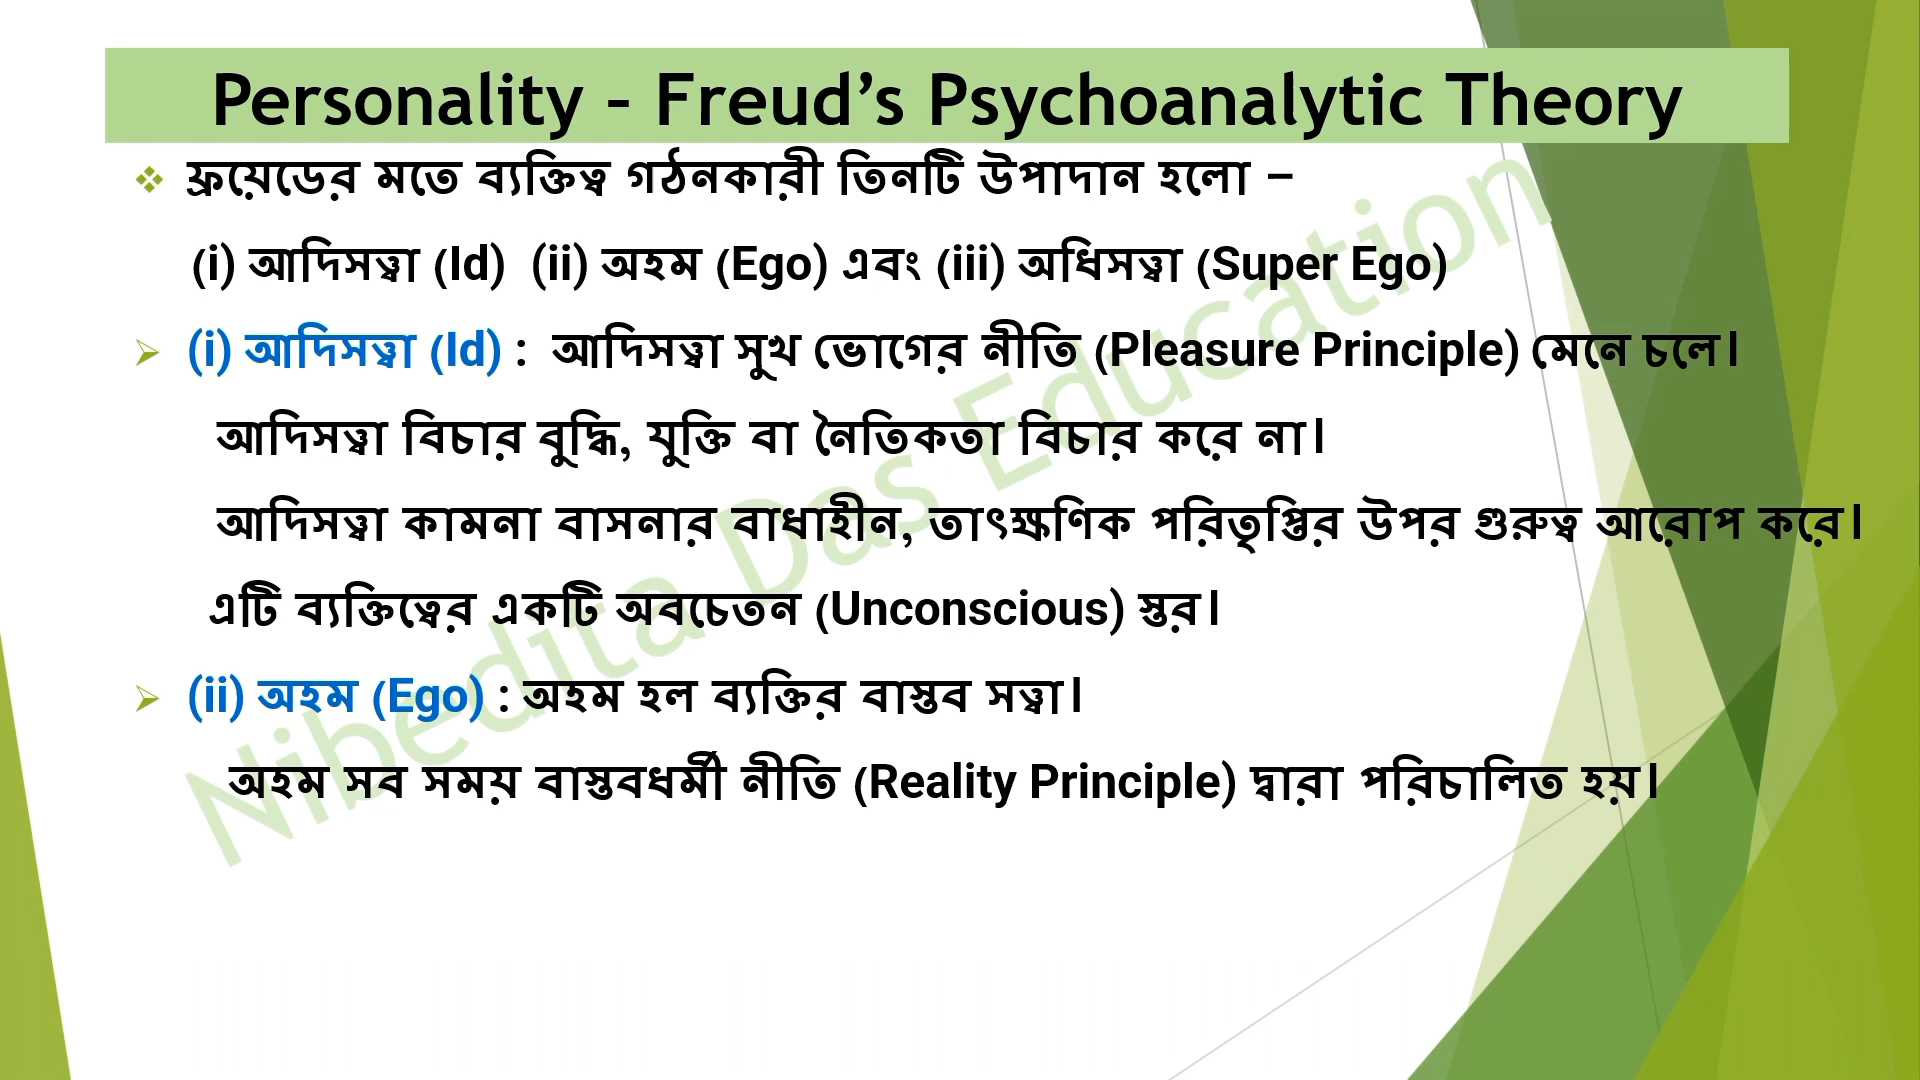 Personality – Freud’s Psychoanalytic Theory
ফ্রয়েডের মতে ব্যক্তিত্ব গঠনকারী তিনটি উপাদান হলো –
(i) আদিসত্ত্বা (Id) (ii) অহম (Ego) এবং (iii) অধিসত্ত্বা (Super Ego)
(i) আদিসত্ত্বা (Id) : আদিসত্ত্বা সুখ ভোগের নীতি (Pleasure Principle) মেনে চলে।
আদিসত্ত্বা বিচার বুদ্ধি, যুক্তি বা নৈতিকতা বিচার করে না।
আদিসত্ত্বা কামনা বাসনার বাধাহীন, তাৎক্ষণিক পরিতৃপ্তির উপর গুরুত্ব আরোপ করে।
এটি ব্যক্তিত্বের একটি অবচেতন (Unconscious) স্তর।
(ii) অহম (Ego) : অহম হল ব্যক্তির বাস্তব সত্ত্বা।
অহম সব সময় বাস্তবধর্মী নীতি (Reality Principle) দ্বারা পরিচালিত হয়।
Nibedita Das Education